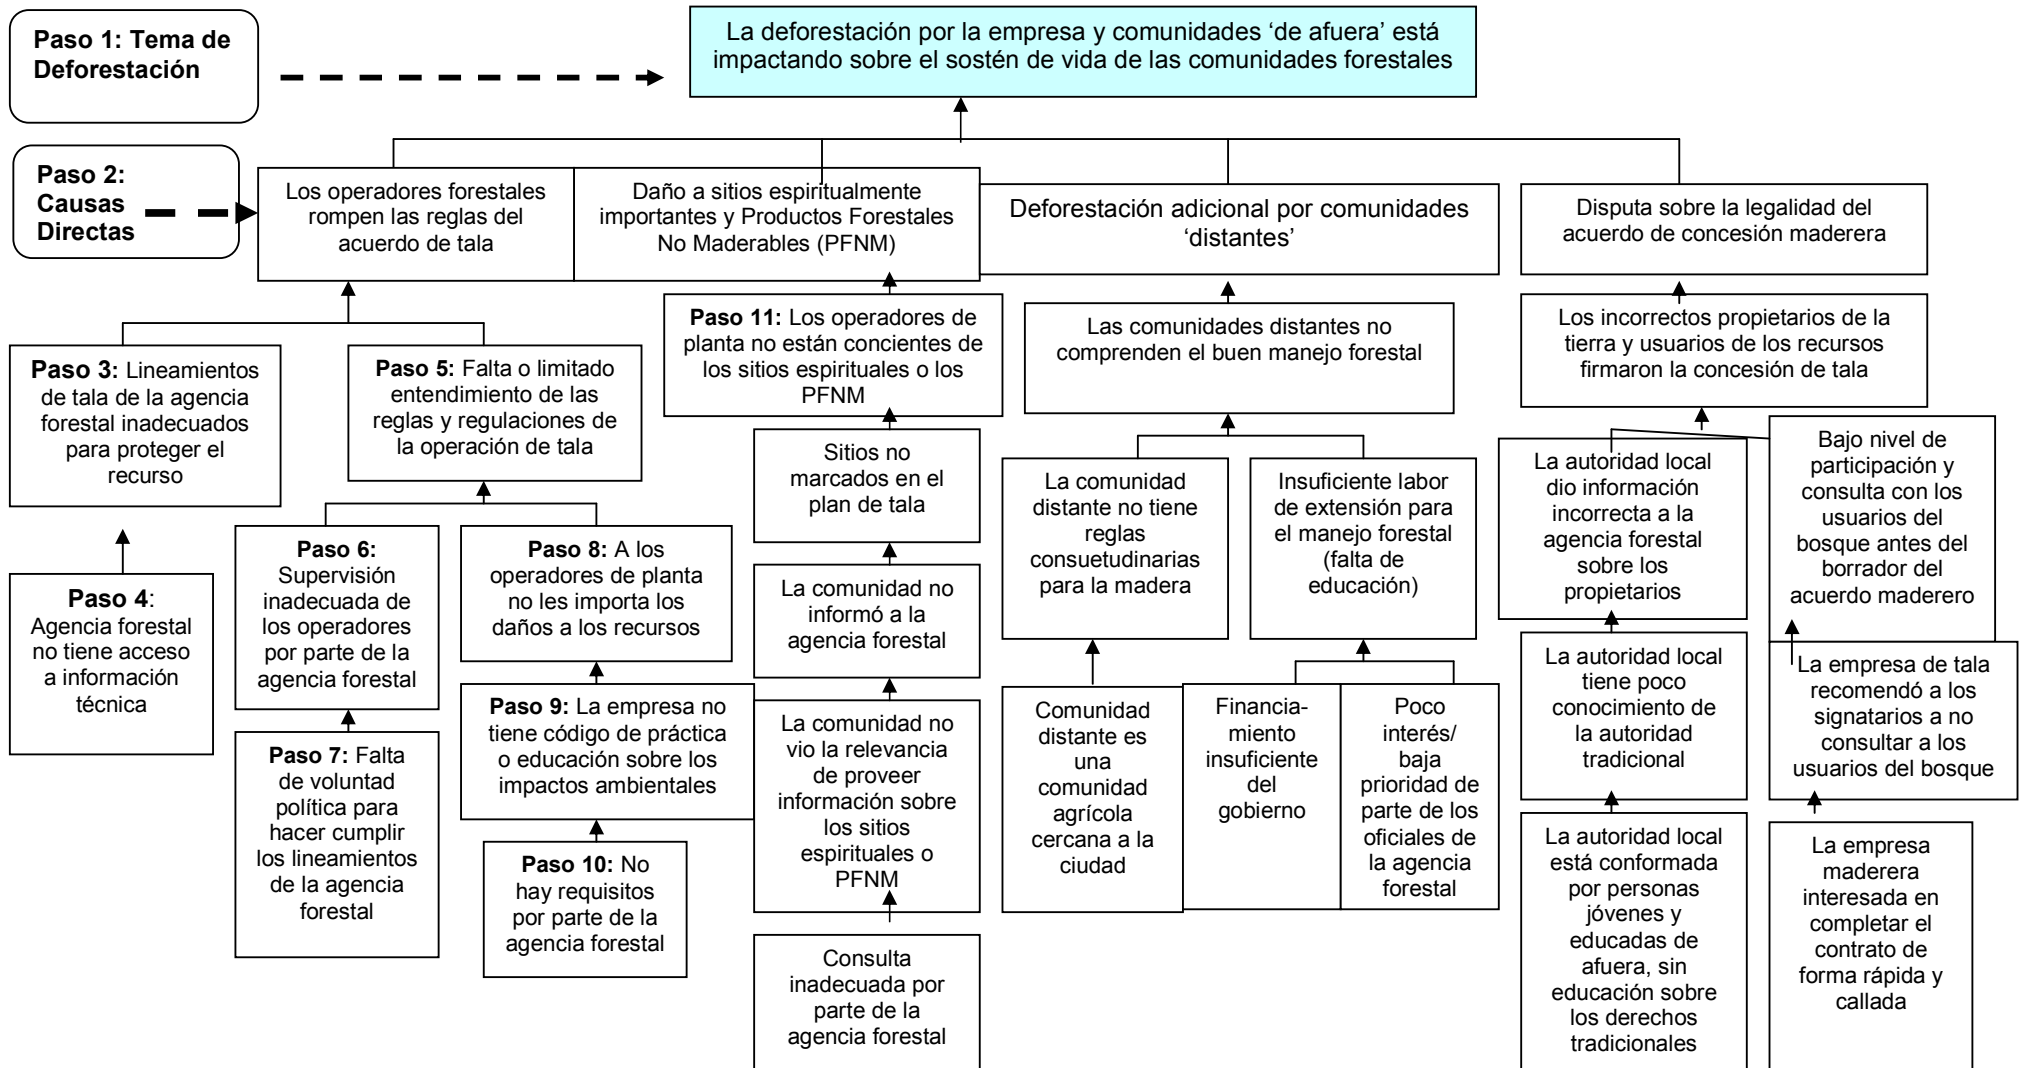 Paso 1: Tema de
Deforestación
La deforestación por la empresa y comunidades ‘de afuera’ está
impactando sobre el sostén de vida de las comunidades forestales
Paso 2:
Causas
Directas
Los operadores forestales
rompen las reglas del
acuerdo de tala
Daño a sitios espiritualmente
importantes y Productos Forestales
No Maderables (PFNM)
Deforestación adicional por comunidades
‘distantes’
Disputa sobre la legalidad del
acuerdo de concesión maderera
Paso 3: Lineamientos
de tala de la agencia
forestal inadecuados
para proteger el
recurso
Paso 5: Falta o limitado
entendimiento de las
reglas y regulaciones de
la operación de tala
Paso 11: Los operadores de
planta no están concientes de
los sitios espirituales o los
PFNM
Las comunidades distantes no
comprenden el buen manejo forestal
Los incorrectos propietarios de la
tierra y usuarios de los recursos
firmaron la concesión de tala
Paso 4:
Agencia forestal
no tiene acceso
a información
técnica
Paso 6:
Supervisión
inadecuada de
los operadores
por parte de la
agencia forestal
Paso 8: A los
operadores de planta
no les importa los
daños a los recursos
Sitios no
marcados en el
plan de tala
La comunidad
distante no tiene
reglas
consuetudinarias
para la madera
Insuficiente labor
de extensión para
el manejo forestal
(falta de
educación)
La autoridad local
dio información
incorrecta a la
agencia forestal
sobre los
propietarios
Bajo nivel de
participación y
consulta con los
usuarios del
bosque antes del
borrador del
acuerdo maderero
Paso 7: Falta
de voluntad
política para
hacer cumplir
los lineamientos
de la agencia
forestal
Paso 9: La empresa no
tiene código de práctica
o educación sobre los
impactos ambientales
La comunidad no
informó a la
agencia forestal
Paso 10: No
hay requisitos
por parte de la
agencia forestal
La comunidad no
vio la relevancia
de proveer
información sobre
los sitios
espirituales o
PFNM
Comunidad
distante es
una
comunidad
agrícola
cercana a la
ciudad
Financia-
miento
insuficiente
del
gobierno
Poco
interés/
baja
prioridad de
parte de los
oficiales de
la agencia
forestal
La autoridad local
tiene poco
conocimiento de
la autoridad
tradicional
La empresa de tala
recomendó a los
signatarios a no
consultar a los
usuarios del bosque
Consulta
inadecuada por
parte de la
agencia forestal
La autoridad local
está conformada
por personas
jóvenes y
educadas de
afuera, sin
educación sobre
los derechos
tradicionales
La empresa
maderera
interesada en
completar el
contrato de
forma rápida y
callada